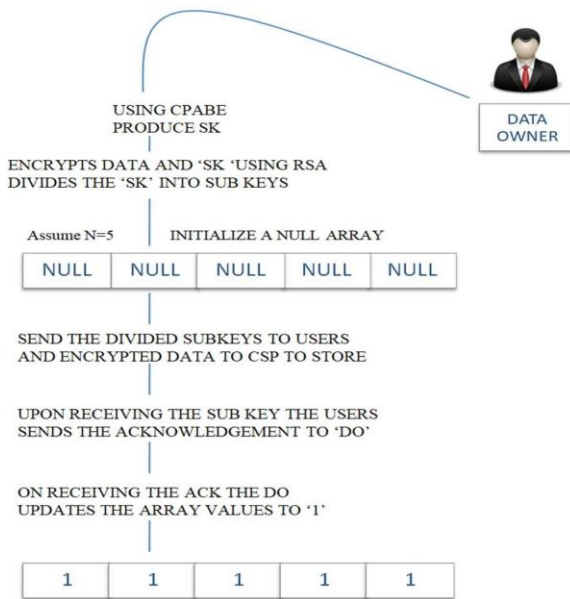 DATA
OWNER
USING CPABE
PRODUCE SK
ENCRYPTS DATA AND ‘SK ‘USING RSA
DIVIDES THE ‘SK’ INTO SUB KEYS
Assume N=5 INITIALIZE A NULL ARRAY
NULL NULL NULL NULL NULL
SEND THE DIVIDED SUBKEYS TO USERS
AND ENCRYPTED DATA TO CSP TO STORE
UPON RECEIVING THE SUB KEY THE USERS
SENDS THE ACKNOWLEDGEMENT TO ‘DO’
ON RECEIVING THE ACK THE DO
UPDATES THE ARRAY VALUES TO ‘1’
1 1 1 1 1